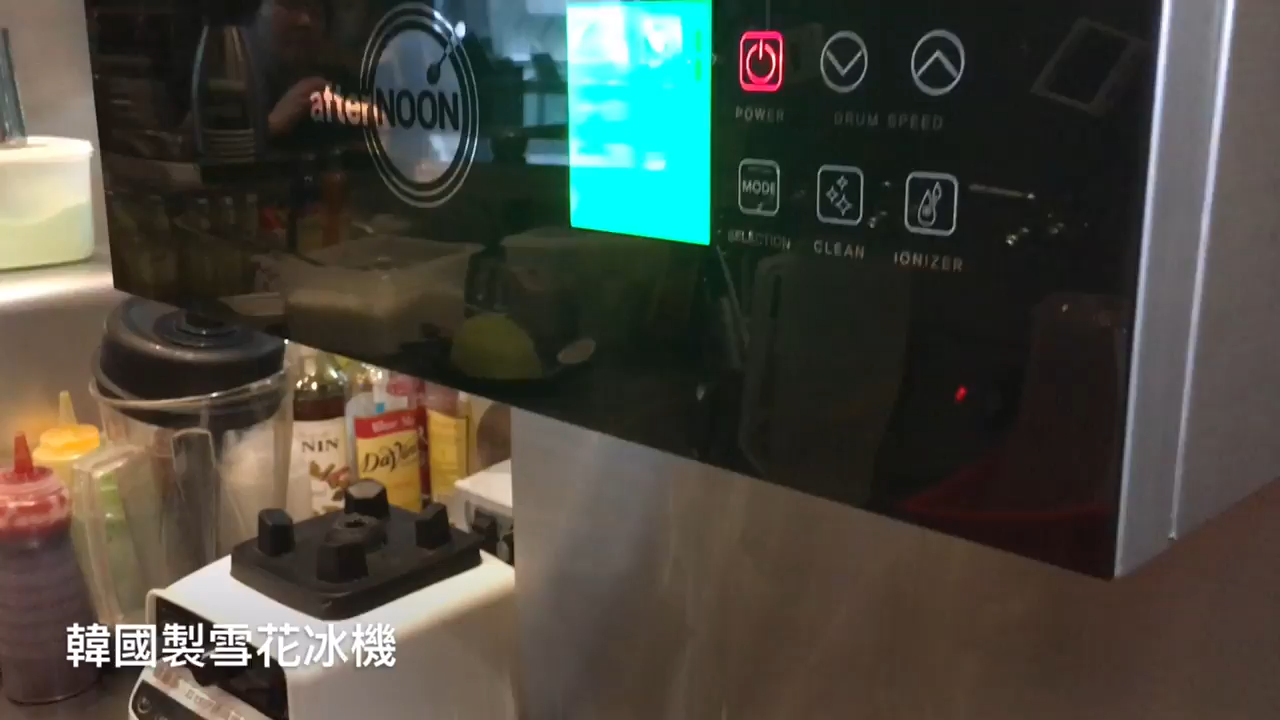 afterNOON
POWER
DRUM SPEED
MODE
SELECTION
CLEAN
IONIZER
NIN
DaVinci
韓國製雪花冰機